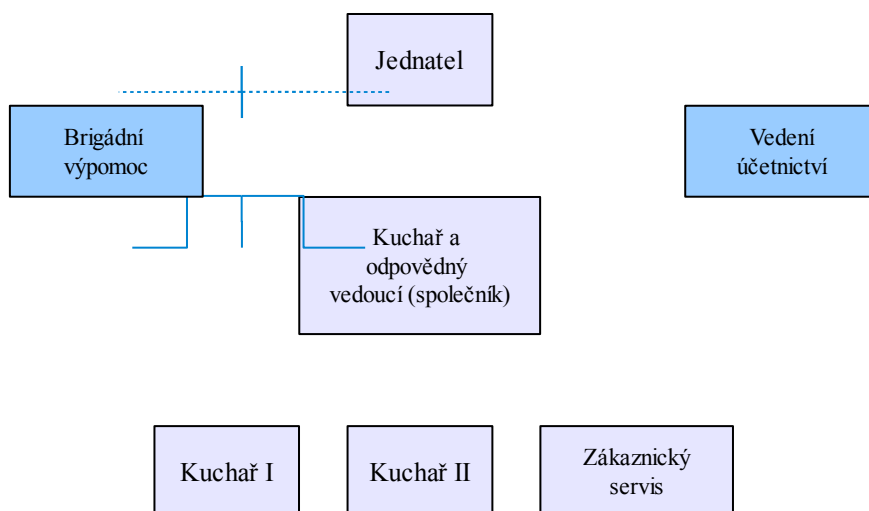 Jednatel
Brigádní
výpomoc
Vedení
účetnictví
Kuchař a
odpovědný
vedoucí (společník)
Kuchař I
Kuchař II
Zákaznický
servis